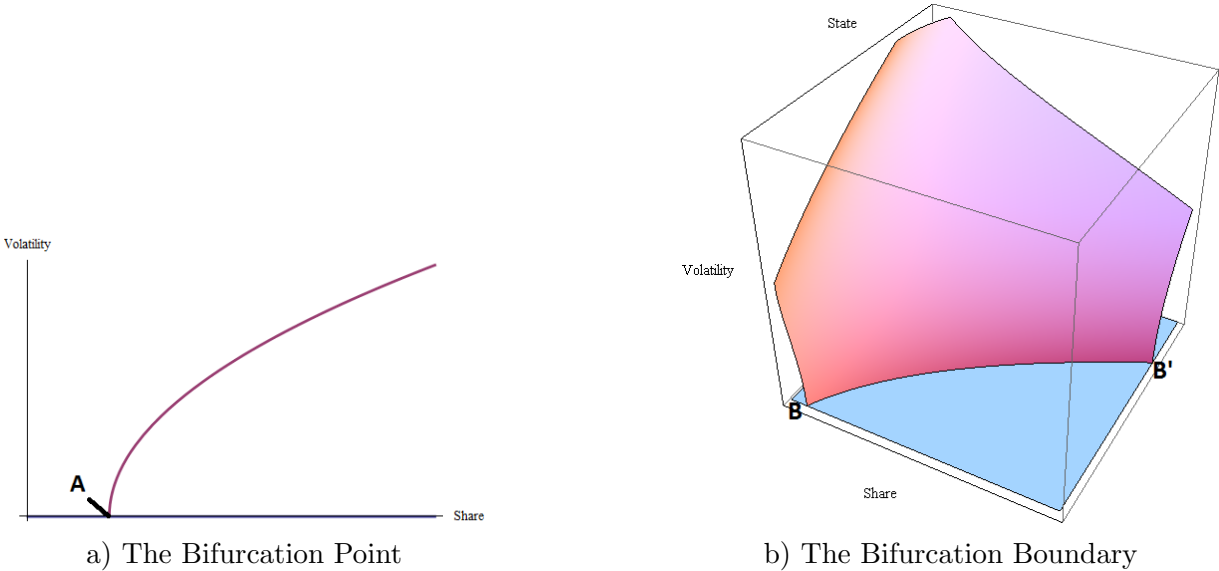 Volatility
A
Share
a) The Bifurcation Point
State
Volatility
B
B'
Share
b) The Bifurcation Boundary